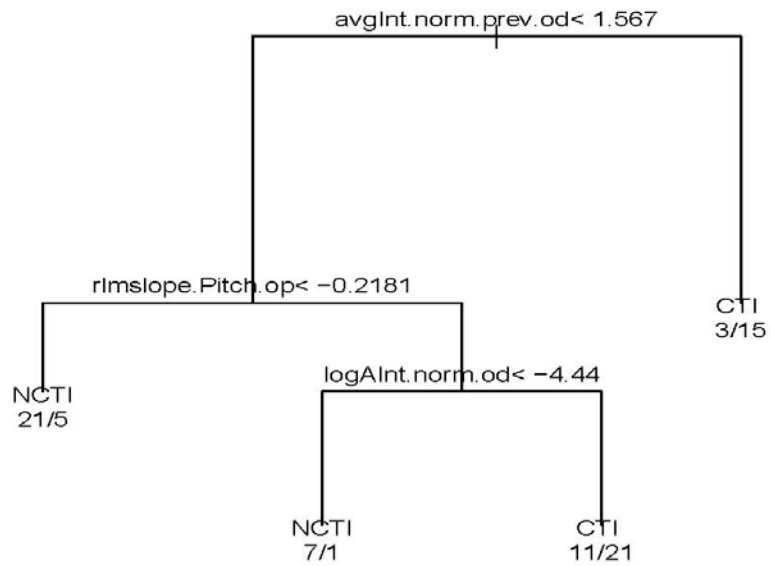 avgInt.norm.prev.od< 1.567
rlmslope.Pitch.op< −0.2181
CTI
3/15
logAInt.norm.od< −4.44
NCTI
21/5
NCTI
7/1
CTI
11/21